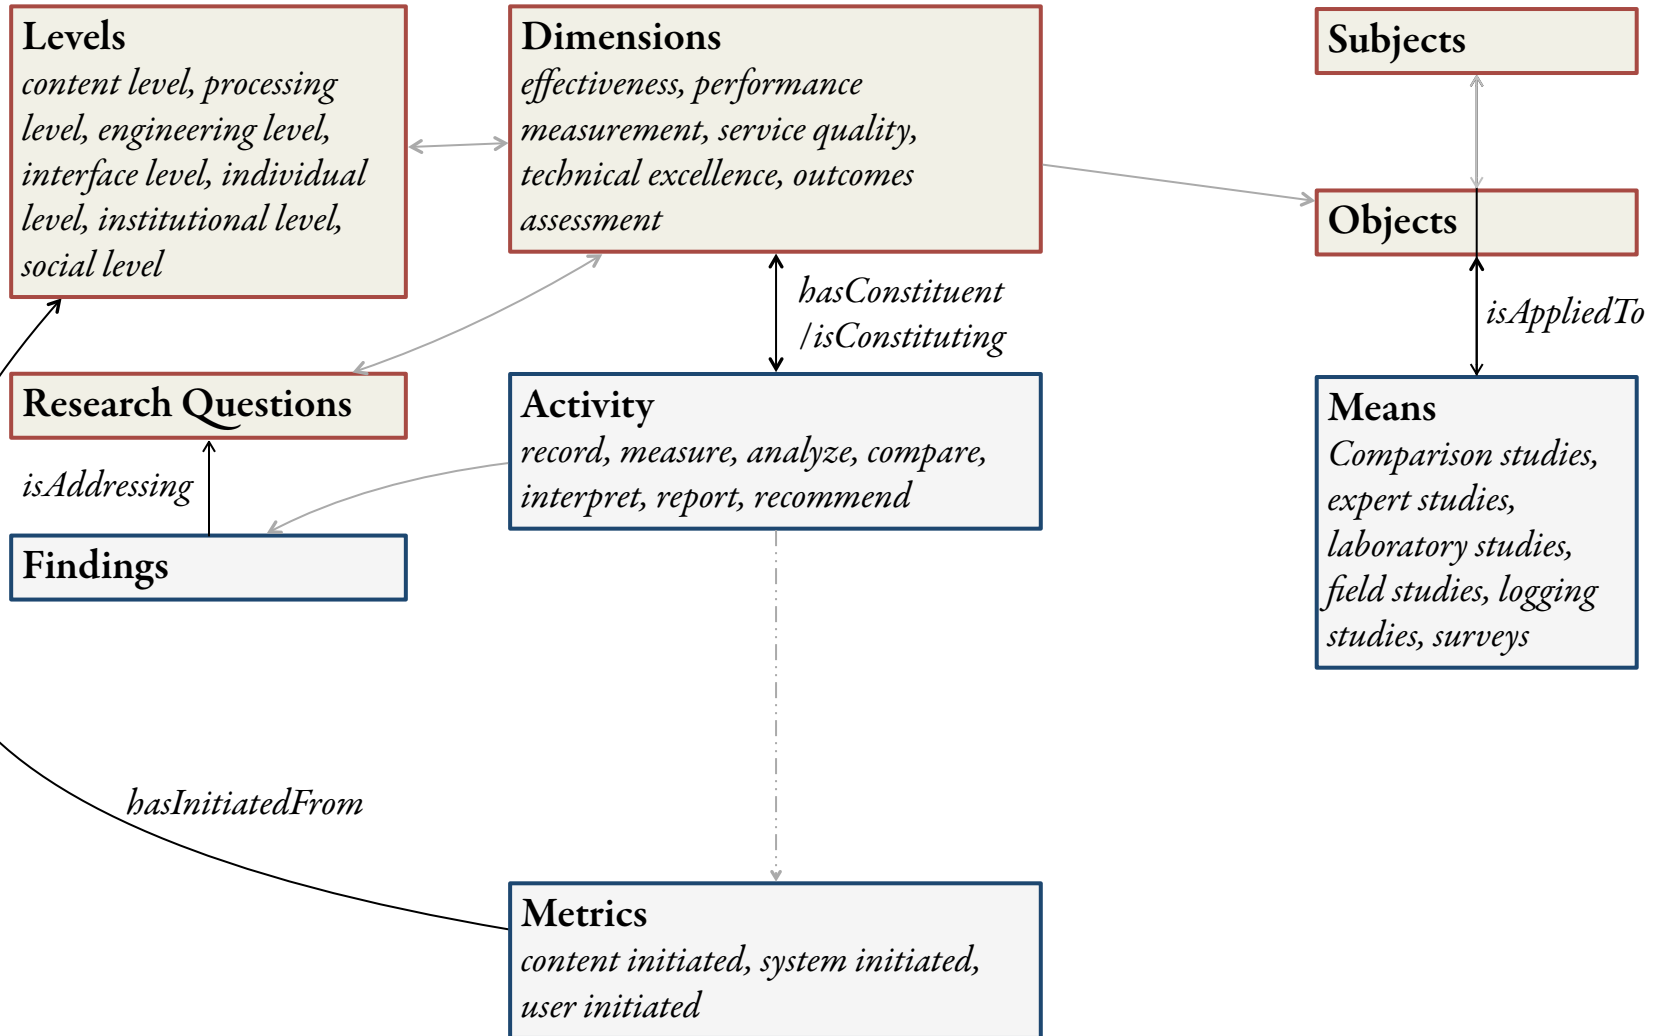 Levels
content level, processing
level, engineering level,
interface level, individual
level, institutional level,
social level
Dimensions
effectiveness, performance
measurement, service quality,
technical excellence, outcomes
assessment
Subjects
Objects
hasConstituent
/isConstituting
isAppliedTo
Research Questions
isAddressing
Findings
Activity
record, measure, analyze, compare,
interpret, report, recommend
Means
Comparison studies,
expert studies,
laboratory studies,
field studies, logging
studies, surveys
hasInitiatedFrom
Metrics
content initiated, system initiated,
user initiated